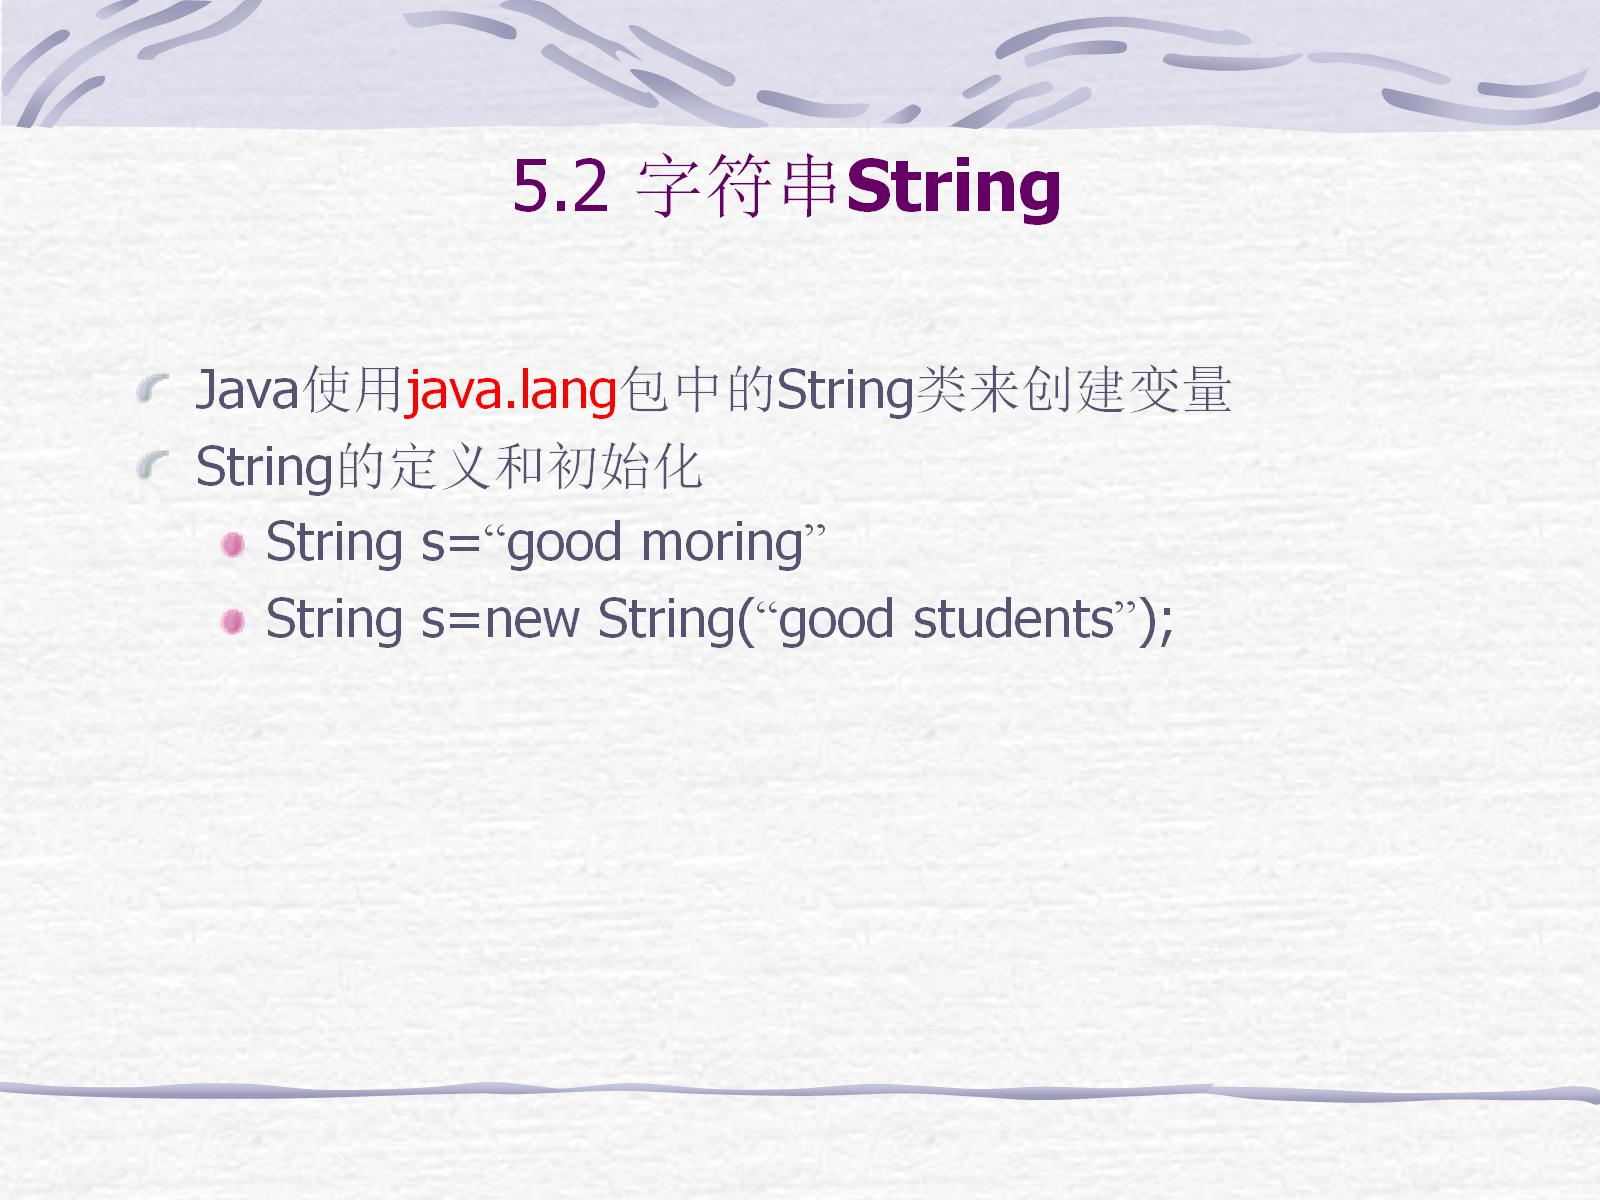 5.2 字符串String
Java使用java.lang包中的String类来创建变量
String的定义和初始化
String s=“good moring”
String s=new String(“good students”);